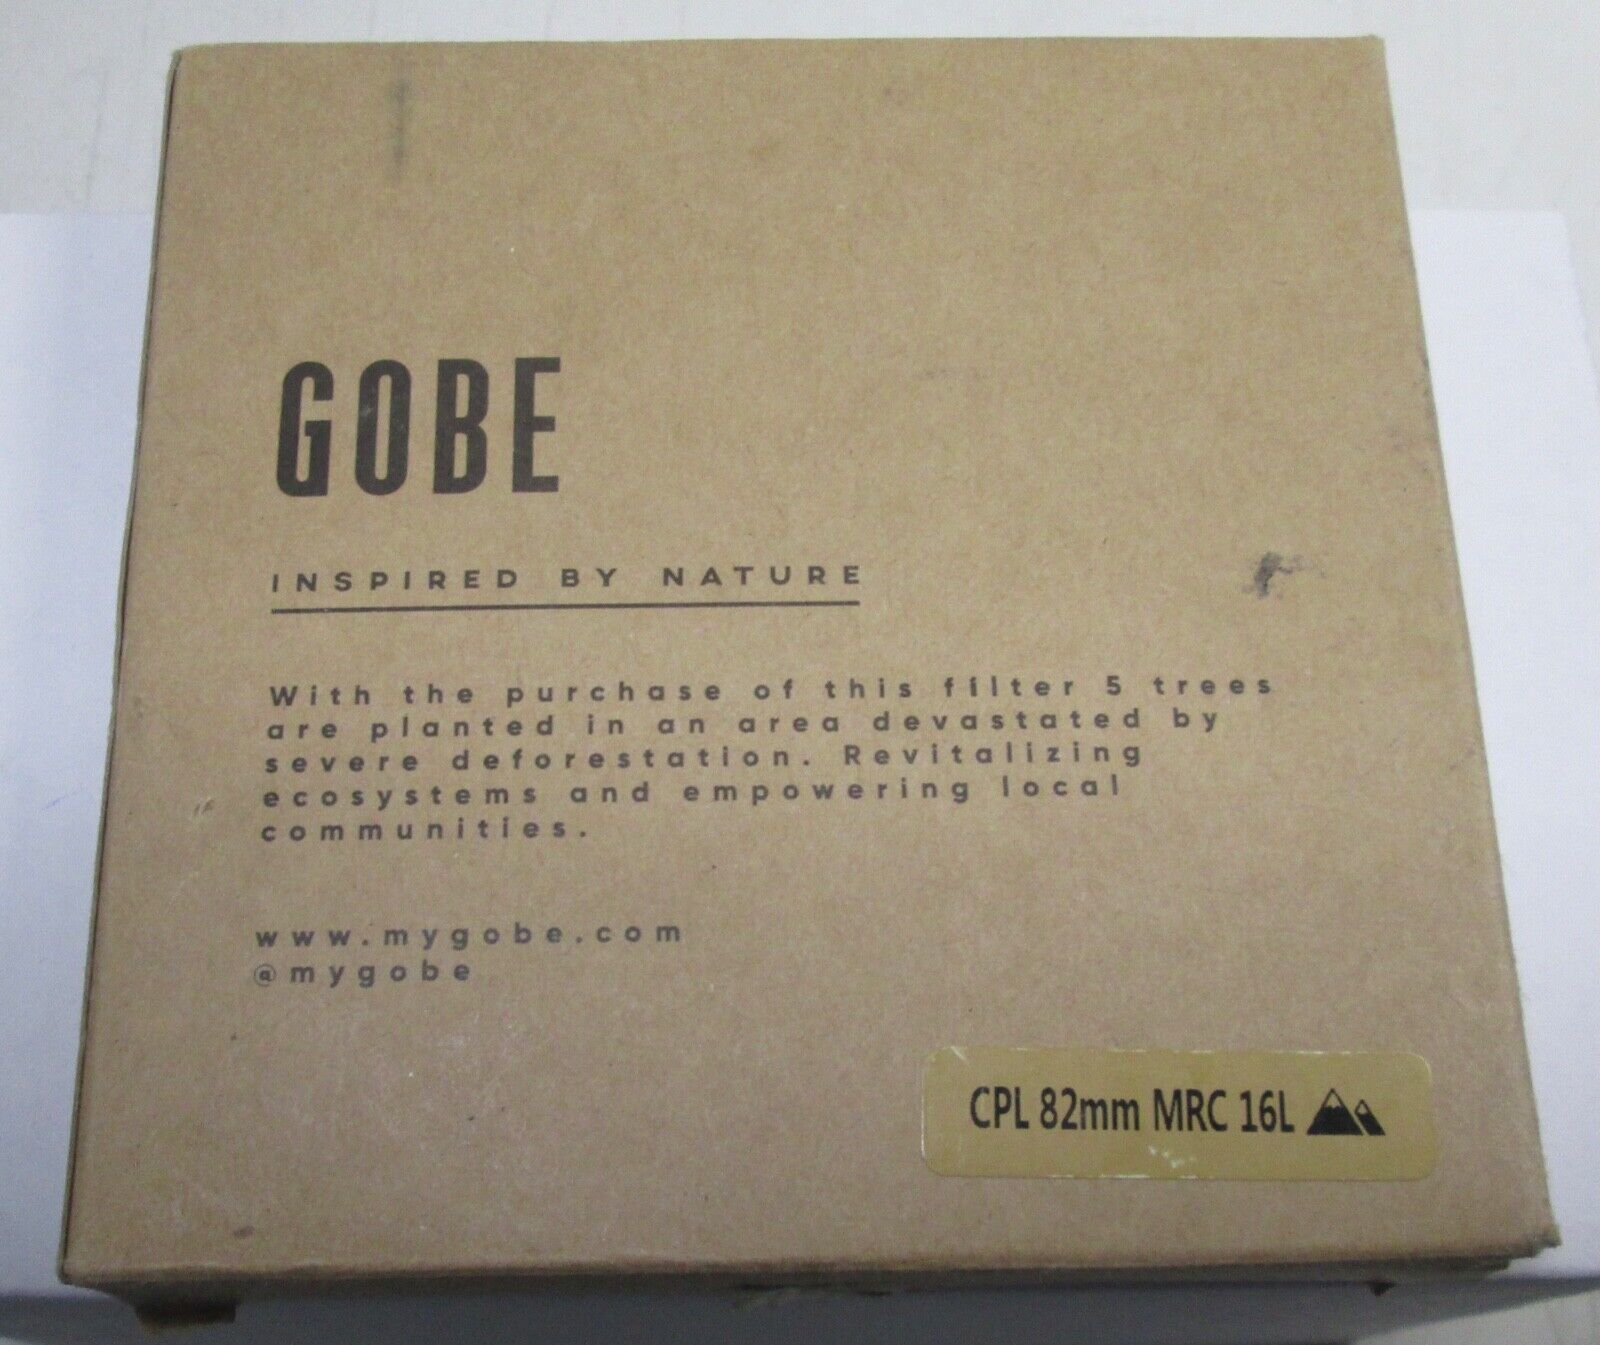 GOBE
INSPIRED BY NATURE
With the purchase of this filter 5 trees
are planted in an area devastated by
severe deforestation. Revitalizing
ecosystems and empowering local
communities.
www.mygobe.com
@mygobe
CPL 82mm MRC 16L